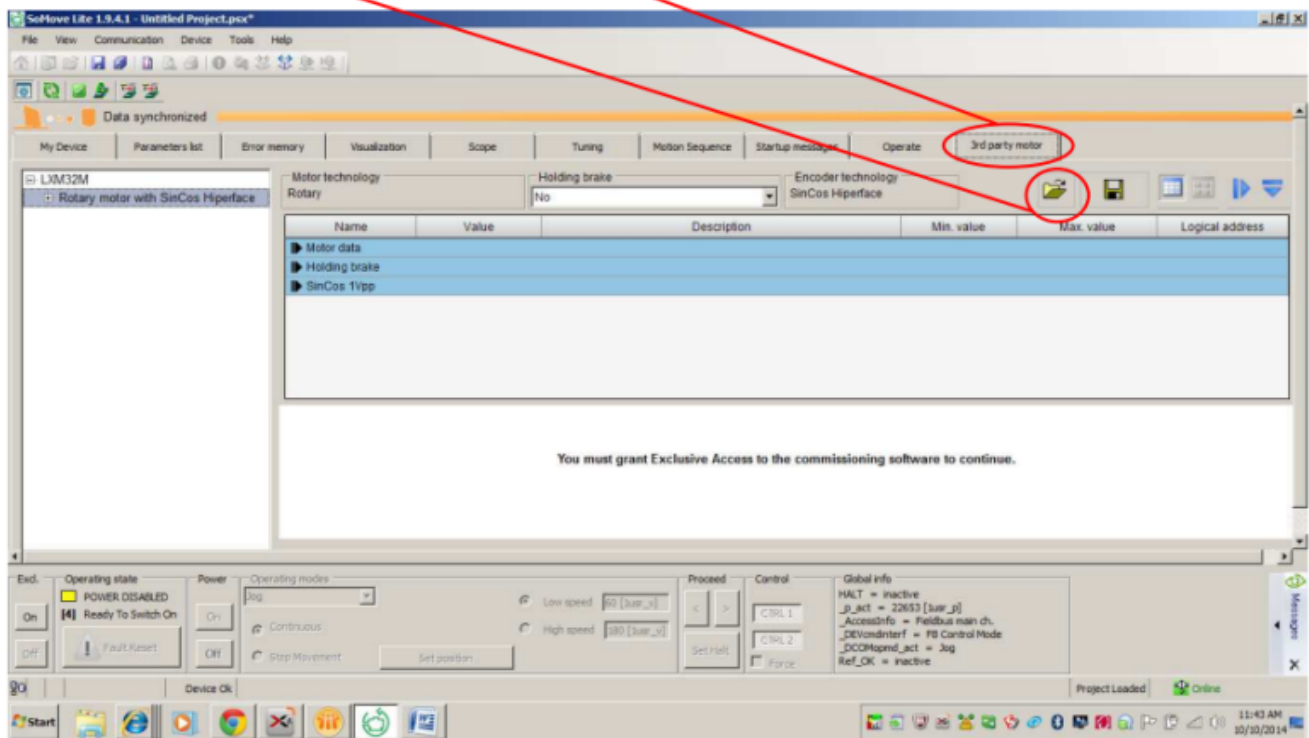 SoMove Lite 1.9.4.1 - Untitled Project.psx*
File View Communication Device Tools Help
Data synchronized
My Device Parameters list Error memory Visualization Scope Tuning Motion Sequence Startup messages Operate 3rd party motor
LXM32M
Rotary motor with SinCos Hiperface
Motor technology
Rotary
Holding brake
No
Encoder technology
SinCos Hiperface
Name Value Description Min. value Max. value Logical address
Motor data
Holding brake
SinCos 1Vpp
You must grant Exclusive Access to the commissioning software to continue.
Excl. Operating state Power Operating modes Proceed Control Global info
On
Off
POWER DISABLED
[4] Ready To Switch On
Fault Reset
On
Off
Jog
Continuous
Step Movement
Set position
Low speed 60 [1usr_v]
High speed 180 [1usr_v]
< >
Set Halt
CTRL 1
CTRL 2
Force
HALT = inactive
_p_act = 22653 [1usr_p]
_AccessInfo = Fieldbus main ch.
_DEVcmdinterf = FB Control Mode
_DCOMopmd_act = Jog
Ref_OK = inactive
Messages
Device Ok Project Loaded Online
Start
11:43 AM
10/10/2014